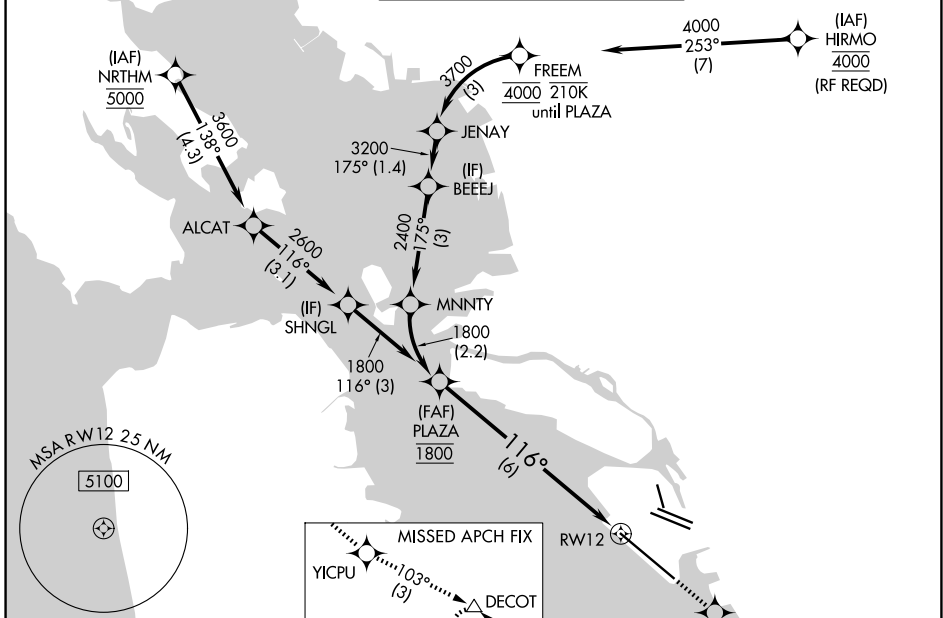 (IAF)
NRTHM
5000
3600
138°
(4.3)
ALCAT
2600
116°
(3.1)
(IF)
SHNGL
1800
116° (3)
4000
253°
(7)
(IAF)
HIRMO
4000
(RF REQD)
FREEM
4000 210K
until PLAZA
3700
(3)
JENAY
3200
175° (1.4)
(IF)
BEEEJ
2400
175°
(3)
MNNTY
1800
(2.2)
(FAF)
PLAZA
1800
116°
(6)
RW12
MSA RW12 25 NM
5100
MISSED APCH FIX
YICPU
103°
(3)
DECOT